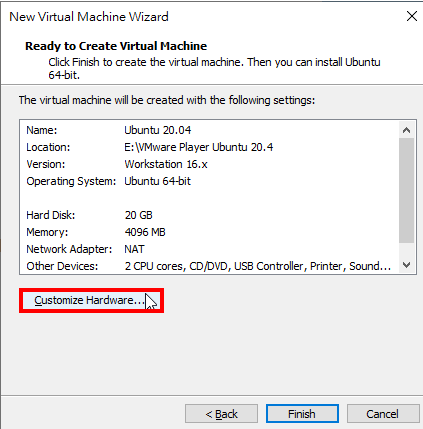 New Virtual Machine Wizard
Ready to Create Virtual Machine
Click Finish to create the virtual machine. Then you can install Ubuntu
64-bit.
The virtual machine will be created with the following settings:
Name: Ubuntu 20.04
Location: E:\VMware Player Ubuntu 20.4
Version: Workstation 16.x
Operating System: Ubuntu 64-bit
Hard Disk: 20 GB
Memory: 4096 MB
Network Adapter: NAT
Other Devices: 2 CPU cores, CD/DVD, USB Controller, Printer, Sound...
Customize Hardware...
< Back Finish Cancel